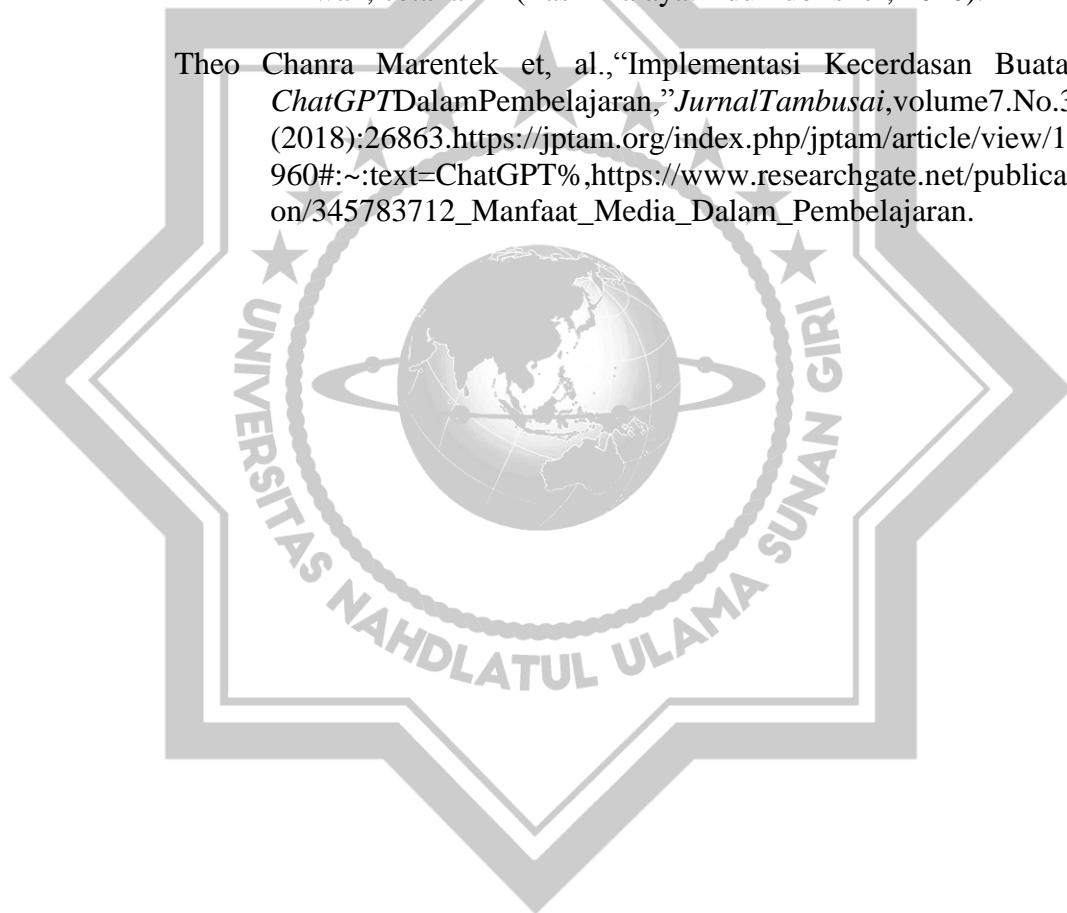 Theo Chanra Marentek et, al.,“Implementasi Kecerdasan Buata
ChatGPTDalamPembelajaran,”JurnalTambusai,volume7.No.3
(2018):26863.https://jptam.org/index.php/jptam/article/view/1
960#:~:text=ChatGPT%,https://www.researchgate.net/publica
on/345783712_Manfaat_Media_Dalam_Pembelajaran.
UNIVERSITAS NAHDLATUL ULAMA SUNAN GIRI